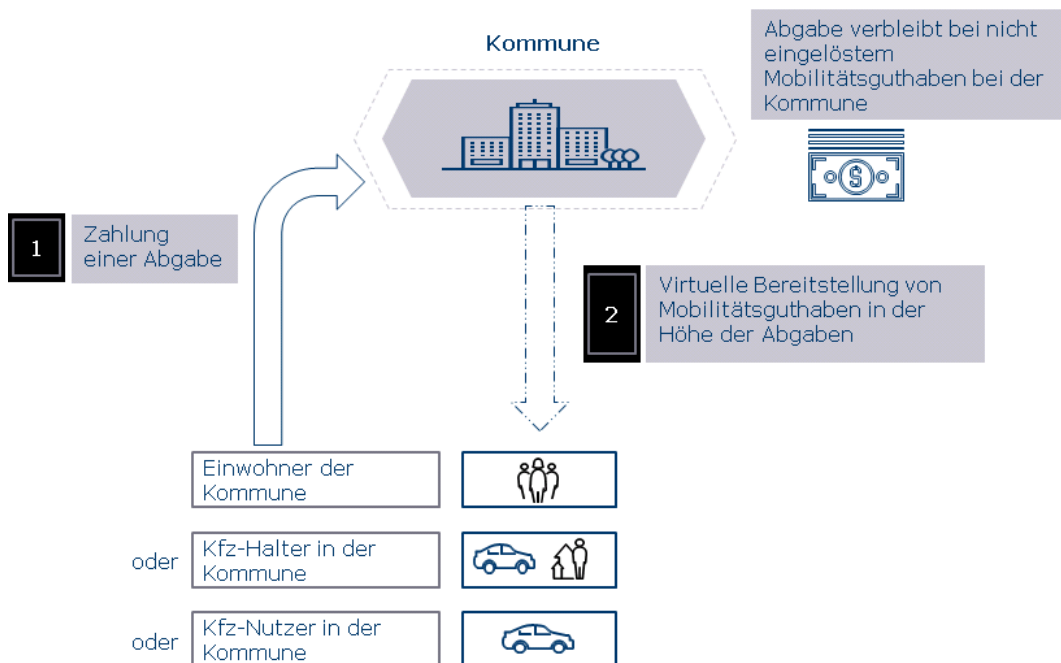 Kommune
Abgabe verbleibt bei nicht
eingelöstem
Mobilitätsguthaben bei der
Kommune
$
1
Zahlung
einer Abgabe
2
Virtuelle Bereitstellung von
Mobilitätsguthaben in der
Höhe der Abgaben
Einwohner der
Kommune
oder
Kfz-Halter in der
Kommune
oder
Kfz-Nutzer in der
Kommune